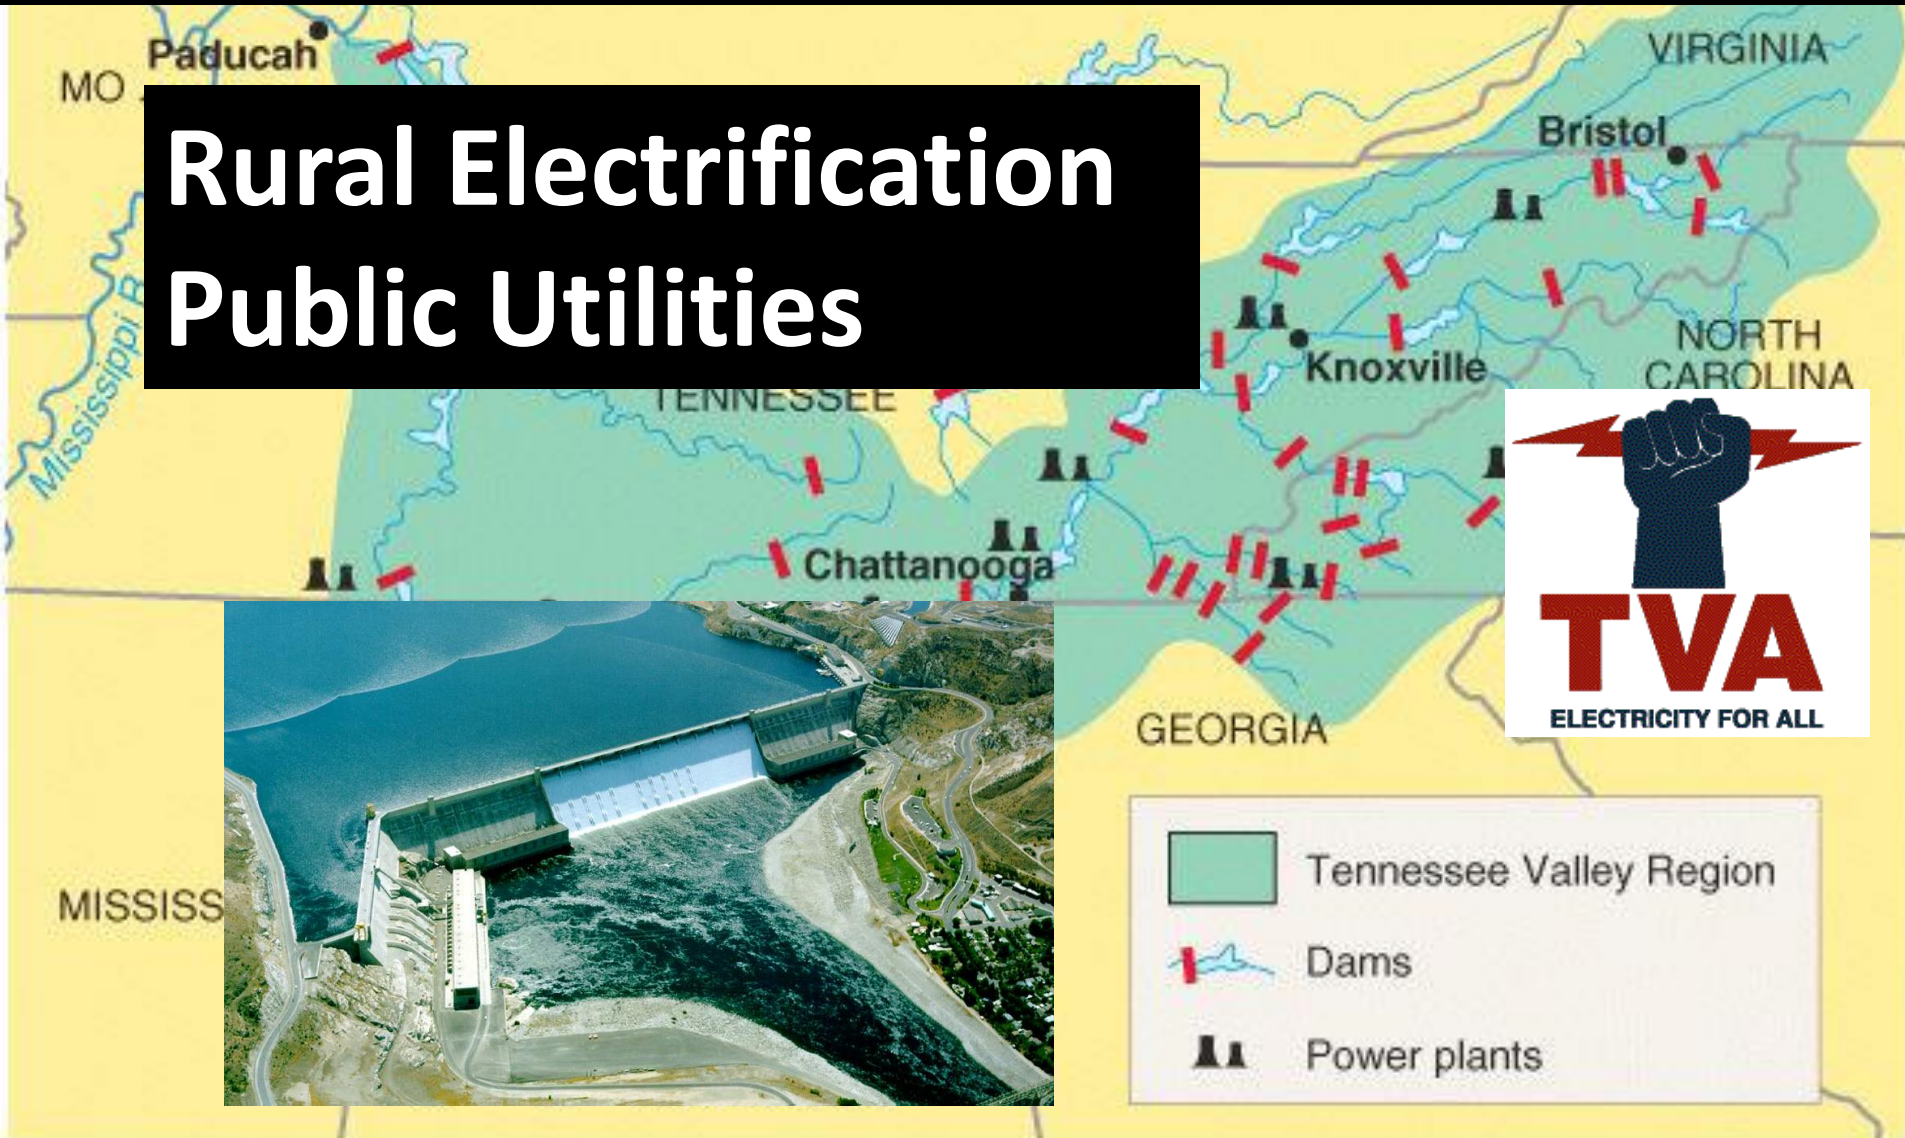 Paducah
MO
VIRGINIA
Bristol
Rural Electrification
Public Utilities
Mississippi R
NORTH
CAROLINA
Knoxville
TENNESSEE
Chattanooga
TVA
ELECTRICITY FOR ALL
GEORGIA
MISSISS
Tennessee Valley Region
Dams
Power plants